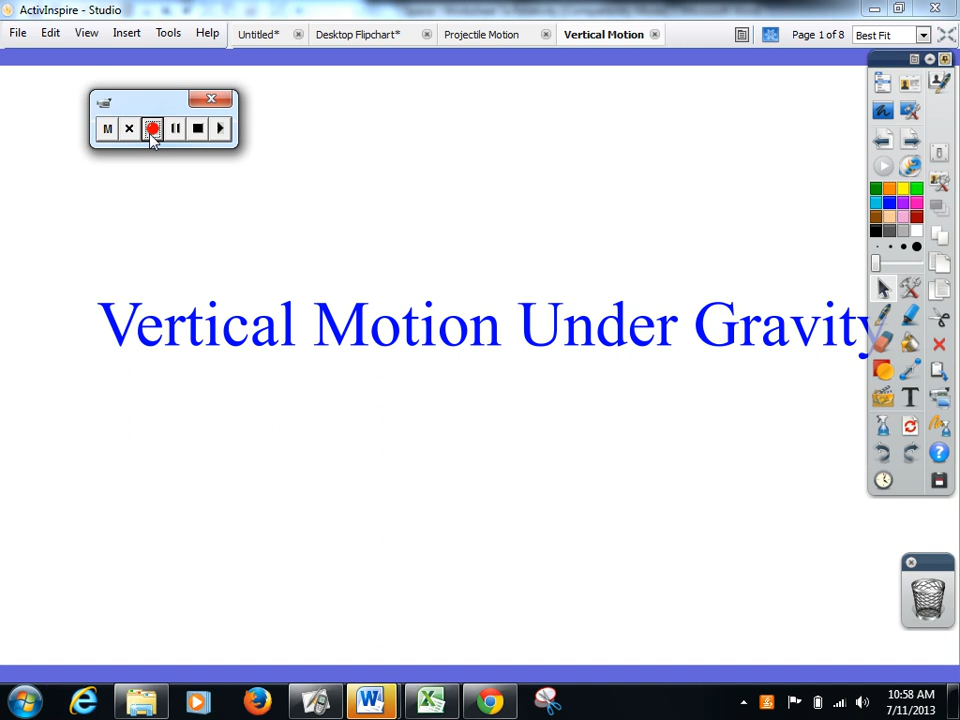 ActivInspire - Studio
File Edit View Insert Tools Help
Untitled* Desktop Flipchart* Projectile Motion Vertical Motion
Page 1 of 8 Best Fit
M
Vertical Motion Under Gravity
T
10:58 AM
7/11/2013